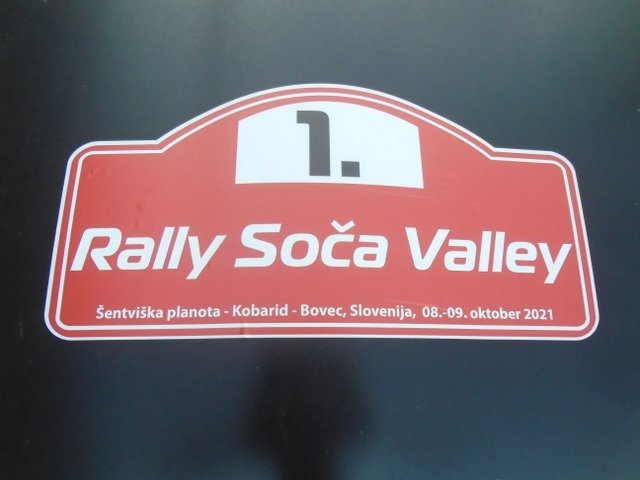 1.
Rally Soča Valley
Šentviška planota - Kobarid - Bovec, Slovenija, 08.-09. oktober 2021